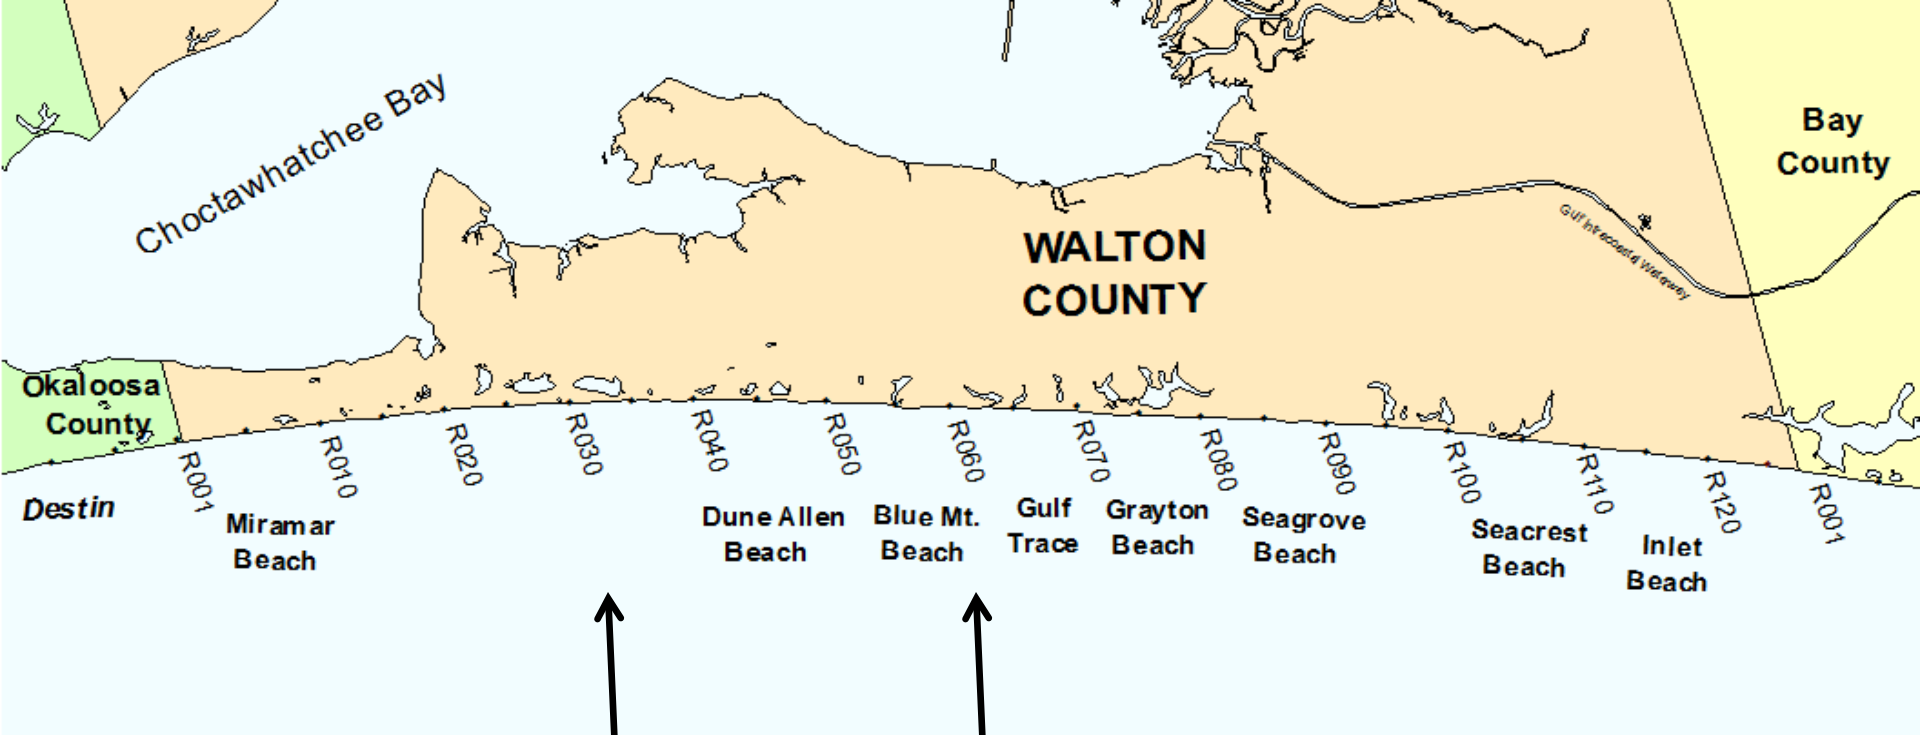 Choctawhatchee Bay
Bay
County
WALTON
COUNTY
Gulf Intracoastal Waterway
Okaloosa
County
R001
R010
R020
R030
R040
R050
R060
R070
R080
R090
R100
R110
R120
R001
Destin
Miramar
Beach
Dune Allen
Beach
Blue Mt.
Beach
Gulf
Trace
Grayton
Beach
Seagrove
Beach
Seacrest
Beach
Inlet
Beach